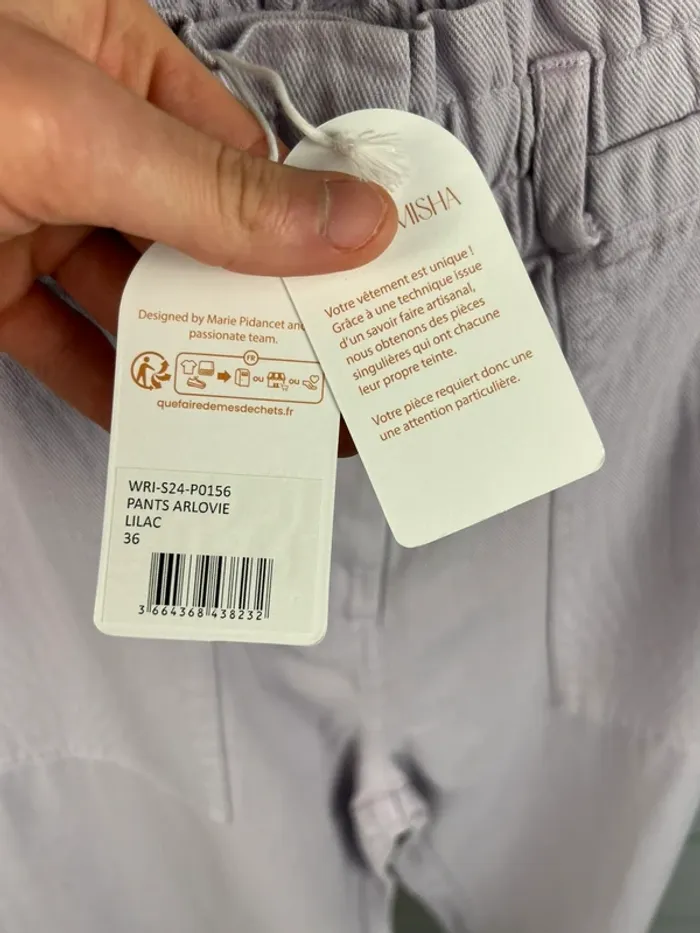 Designed by Marie Pidancet and
passionate team.
FR
ou ou
quefairedemesdechets.fr
WRI-S24-P0156
PANTS ARLOVIE
LILAC
36
3 664368 438232
MISHA
Votre vêtement est unique !
Grâce à une technique issue
d'un savoir faire artisanal,
nous obtenons des pièces
singulières qui ont chacune
leur propre teinte.
Votre pièce requiert donc une
une attention particulière.